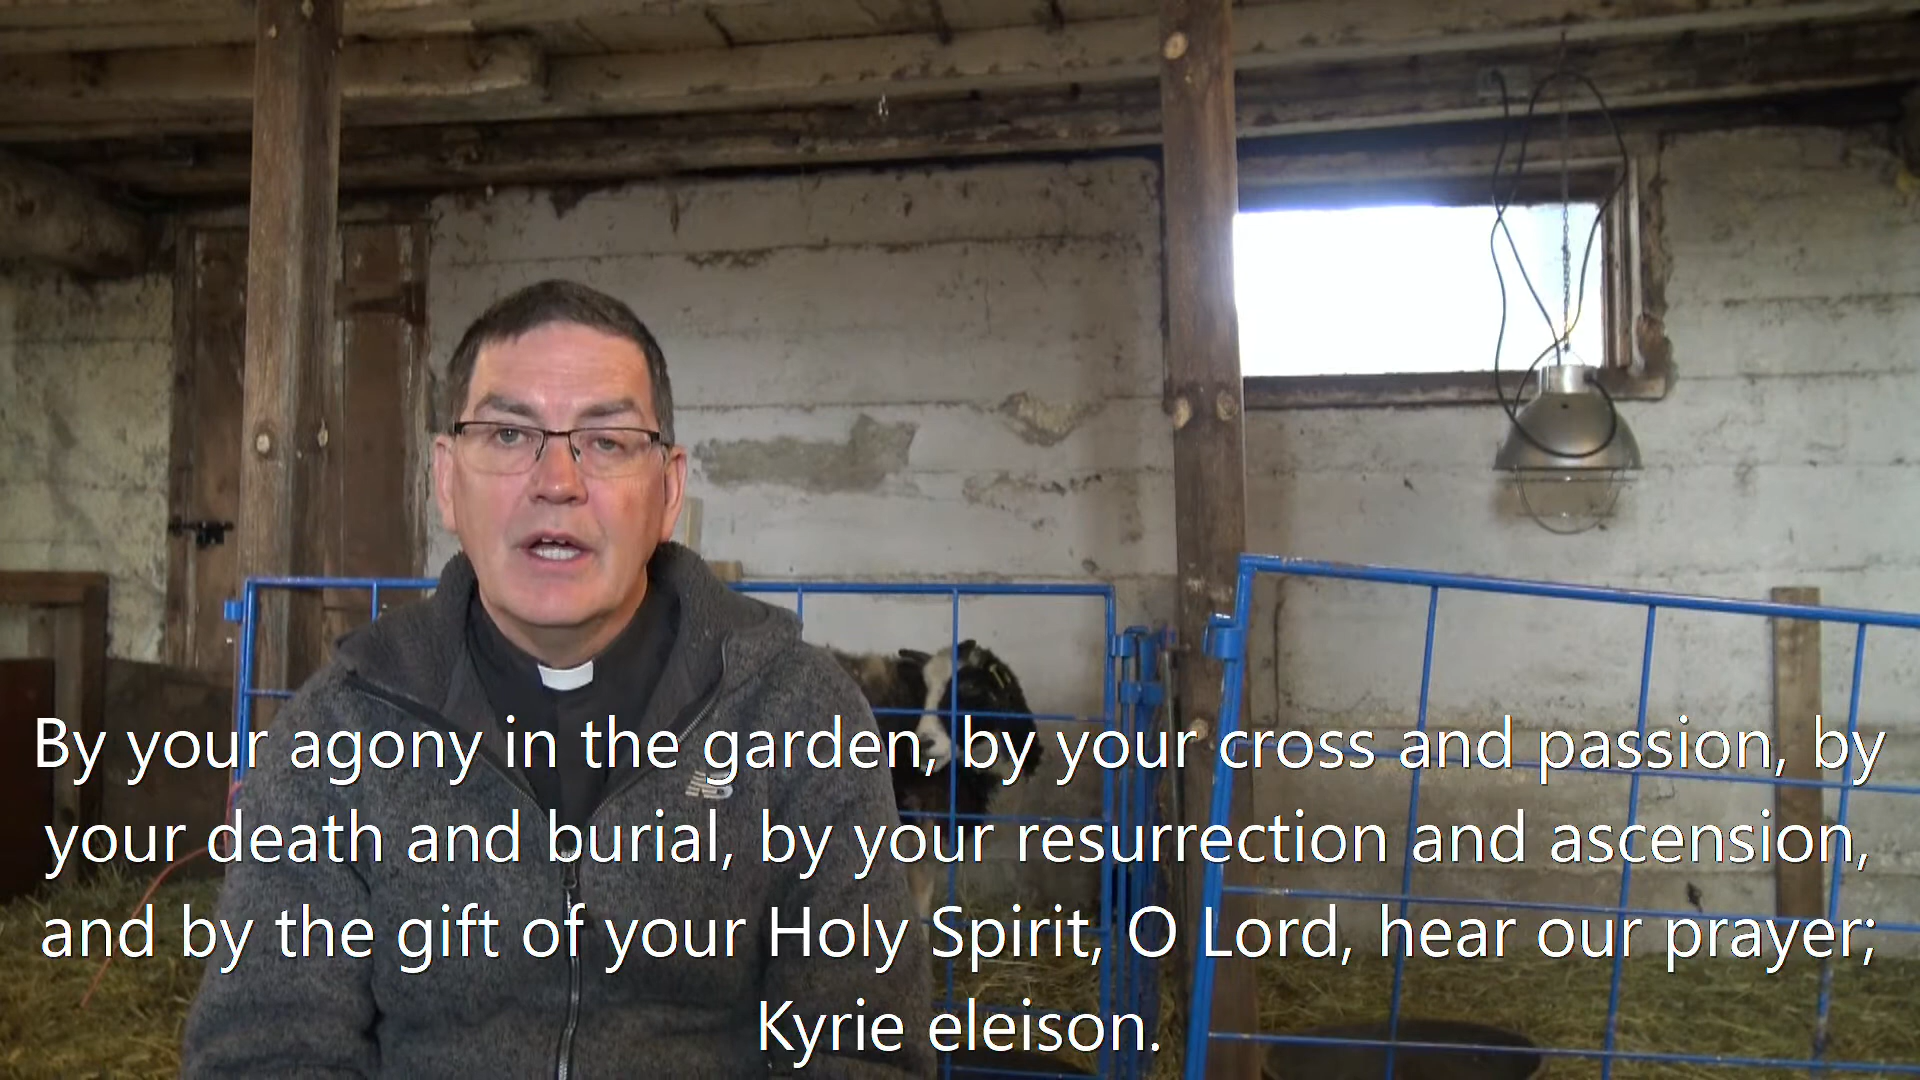 By your agony in the garden, by your cross and passion, by
your death and burial, by your resurrection and ascension,
and by the gift of your Holy Spirit, O Lord, hear our prayer;
Kyrie eleison.